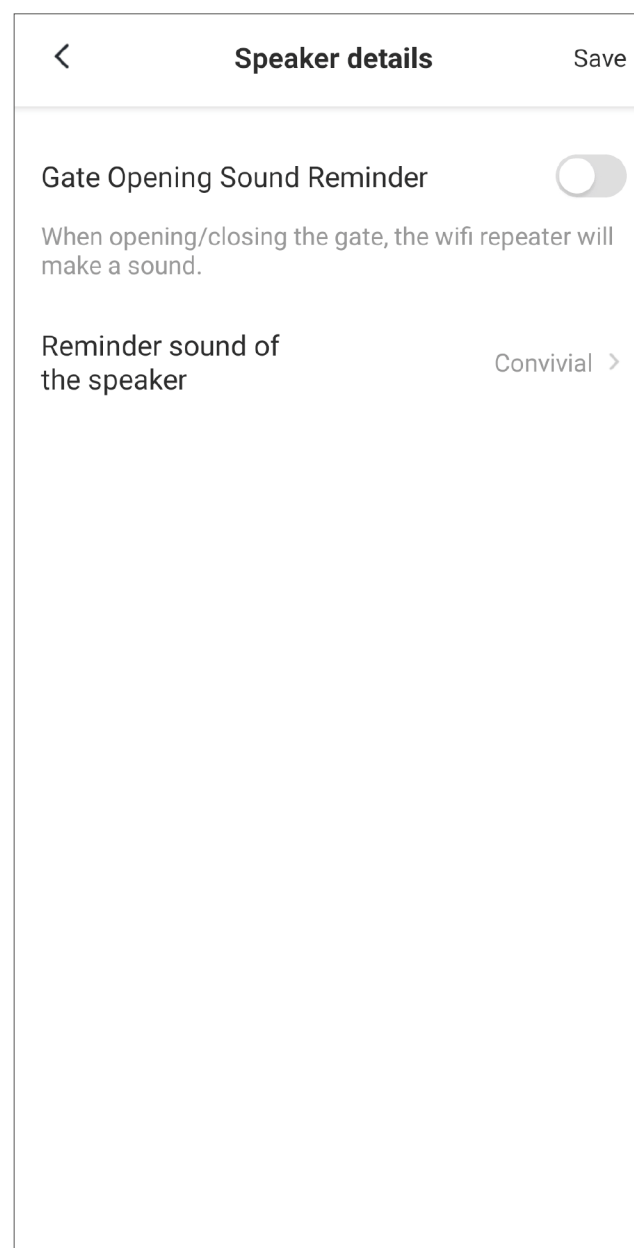 Speaker details
Save
Gate Opening Sound Reminder
When opening/closing the gate, the wifi repeater will
make a sound.
Reminder sound of
the speaker
Convivial